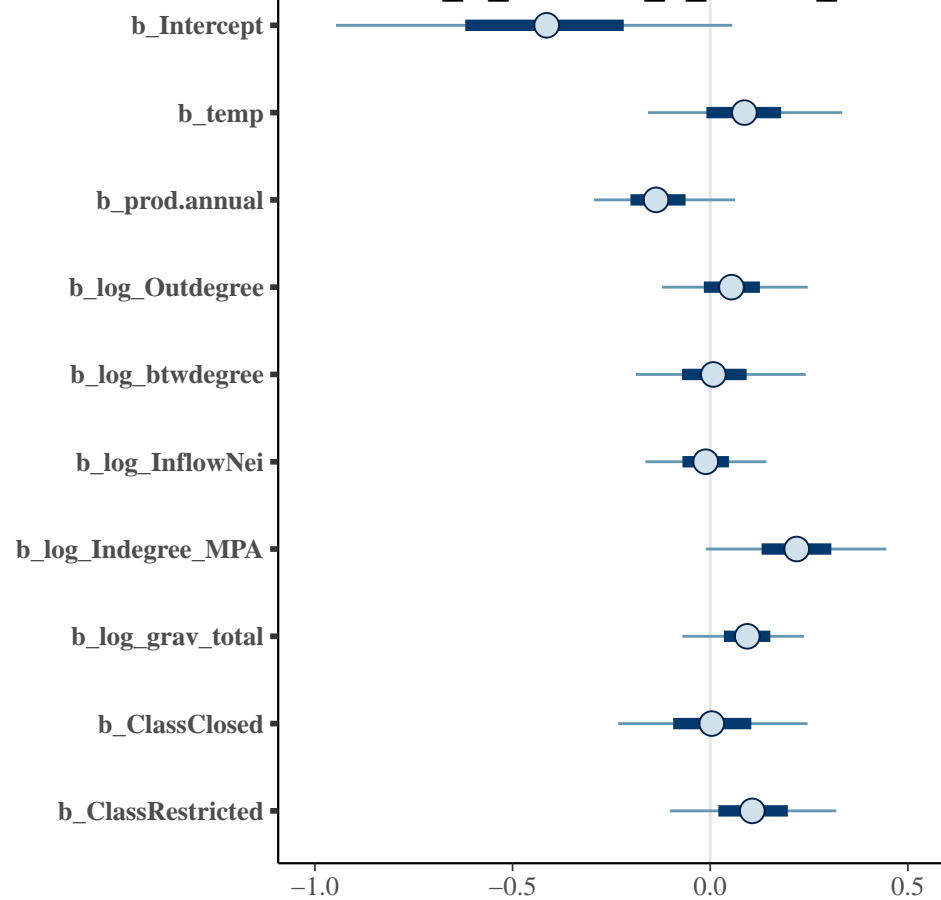 b_Intercept
b_temp
b_prod.annual
b_log_Outdegree
b_log_btwdegree
b_log_InflowNei
b_log_Indegree_MPA
b_log_grav_total
b_ClassClosed
b_ClassRestricted
−1.0 −0.5 0.0 0.5